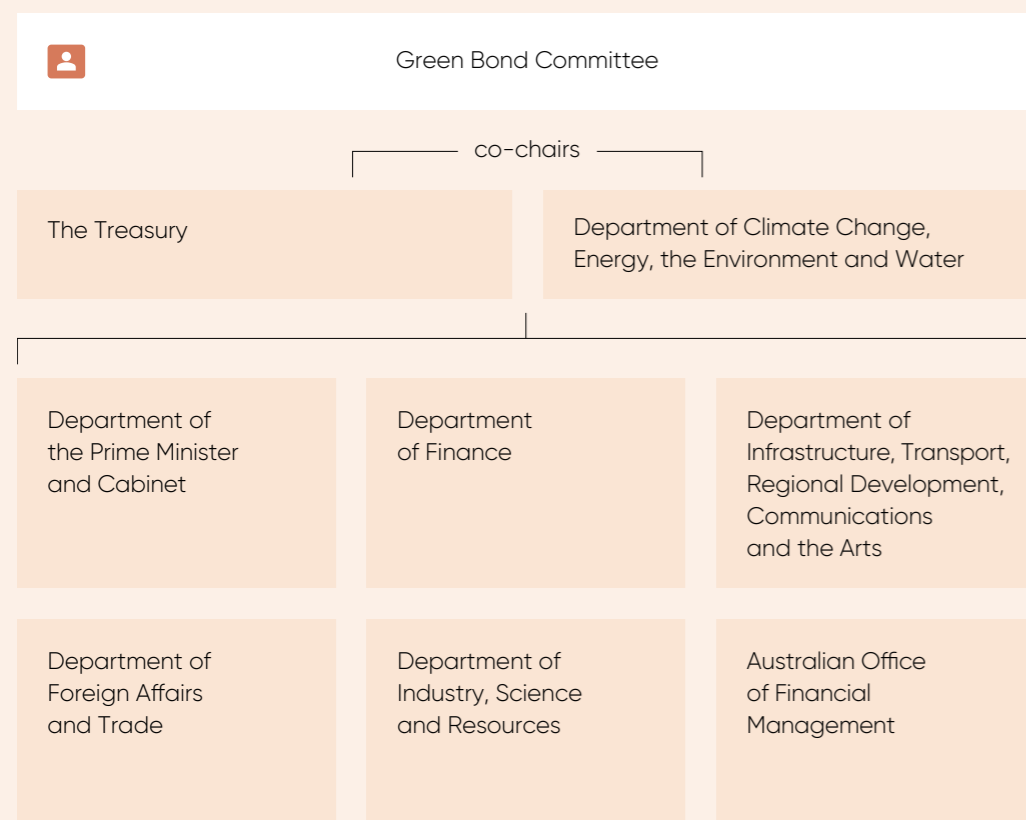 Green Bond Committee
co-chairs
The Treasury
Department of Climate Change,
Energy, the Environment and Water
Department of
the Prime Minister
and Cabinet
Department
of Finance
Department of
Infrastructure, Transport,
Regional Development,
Communications
and the Arts
Department of
Foreign Affairs
and Trade
Department of
Industry, Science
and Resources
Australian Office
of Financial
Management